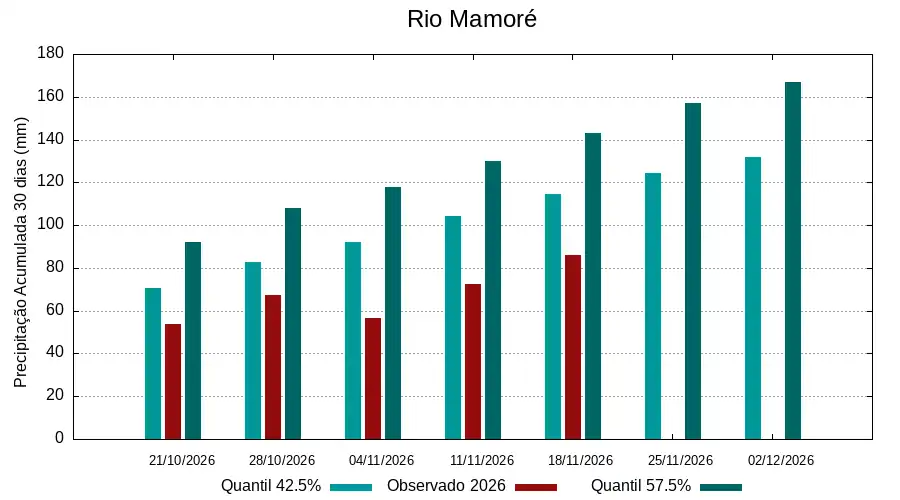 Rio Mamoré
Precipitação Acumulada 30 dias (mm)
180
160
140
120
100
80
60
40
20
0
21/10/2026 28/10/2026 04/11/2026 11/11/2026 18/11/2026 25/11/2026 02/12/2026
Quantil 42.5% Observado 2026 Quantil 57.5%